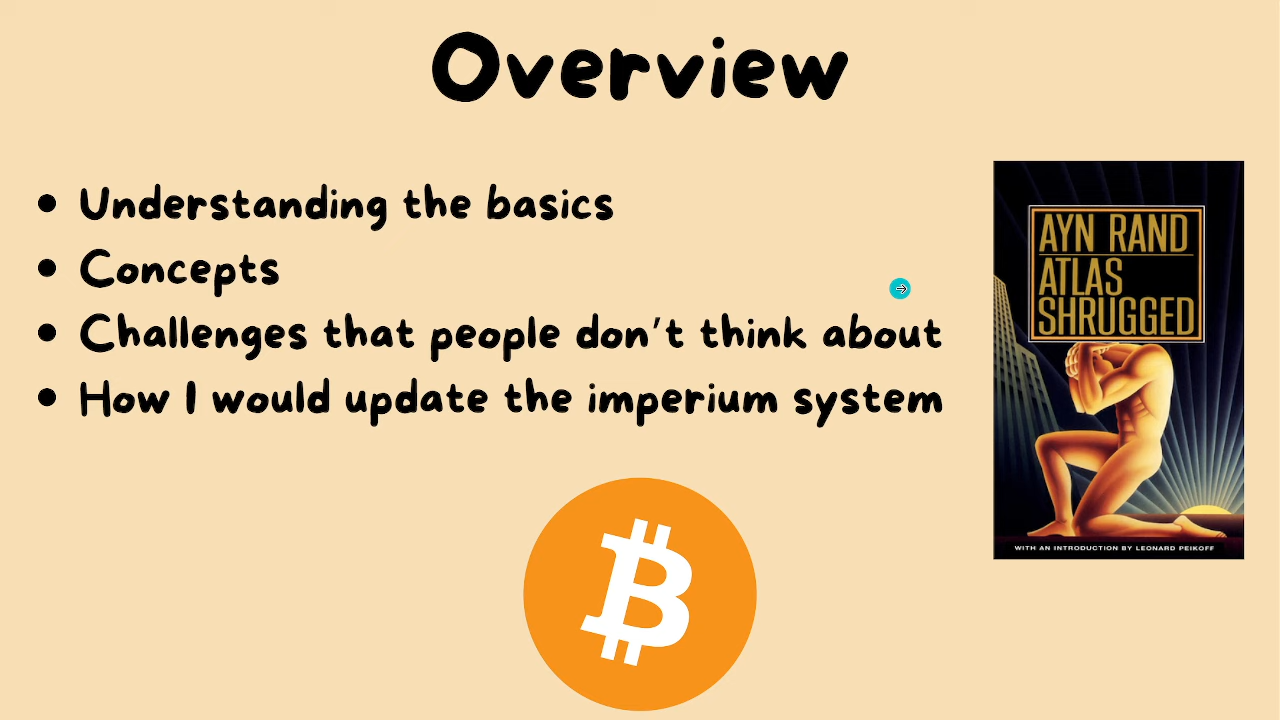 Overview
Understanding the basics
Concepts
Challenges that people don't think about
How I would update the imperium system
AYN RAND
ATLAS
SHRUGGED
WITH AN INTRODUCTION BY LEONARD PEIKOFF